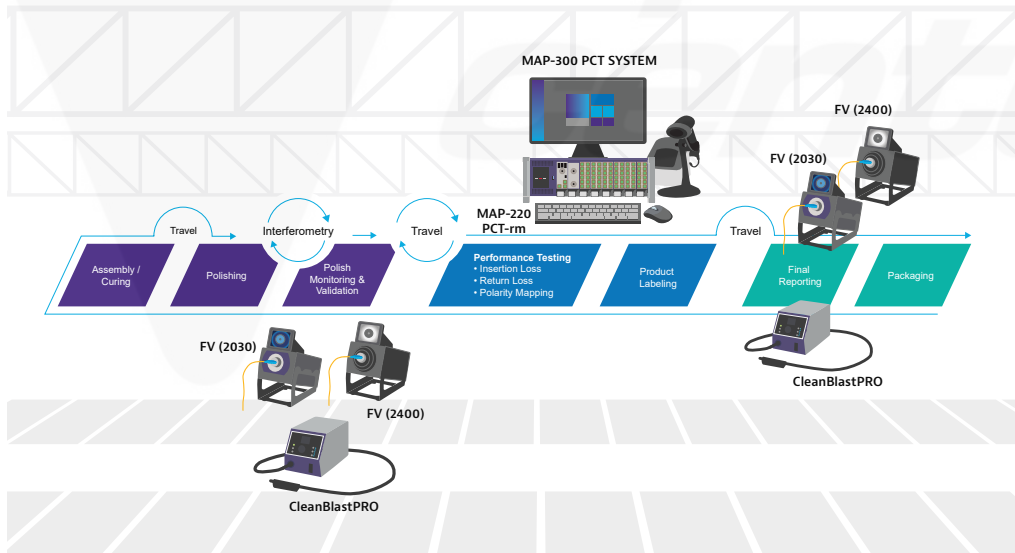 MAP-300 PCT SYSTEM
FV (2400)
FV (2030)
MAP-220
PCT-rm
Travel
Interferometry
Travel
Travel
Assembly /
Curing
Polishing
Polish
Monitoring &
Validation
Performance Testing
• Insertion Loss
• Return Loss
• Polarity Mapping
Product
Labeling
Final
Reporting
Packaging
FV (2030)
FV (2400)
CleanBlastPRO
CleanBlastPRO